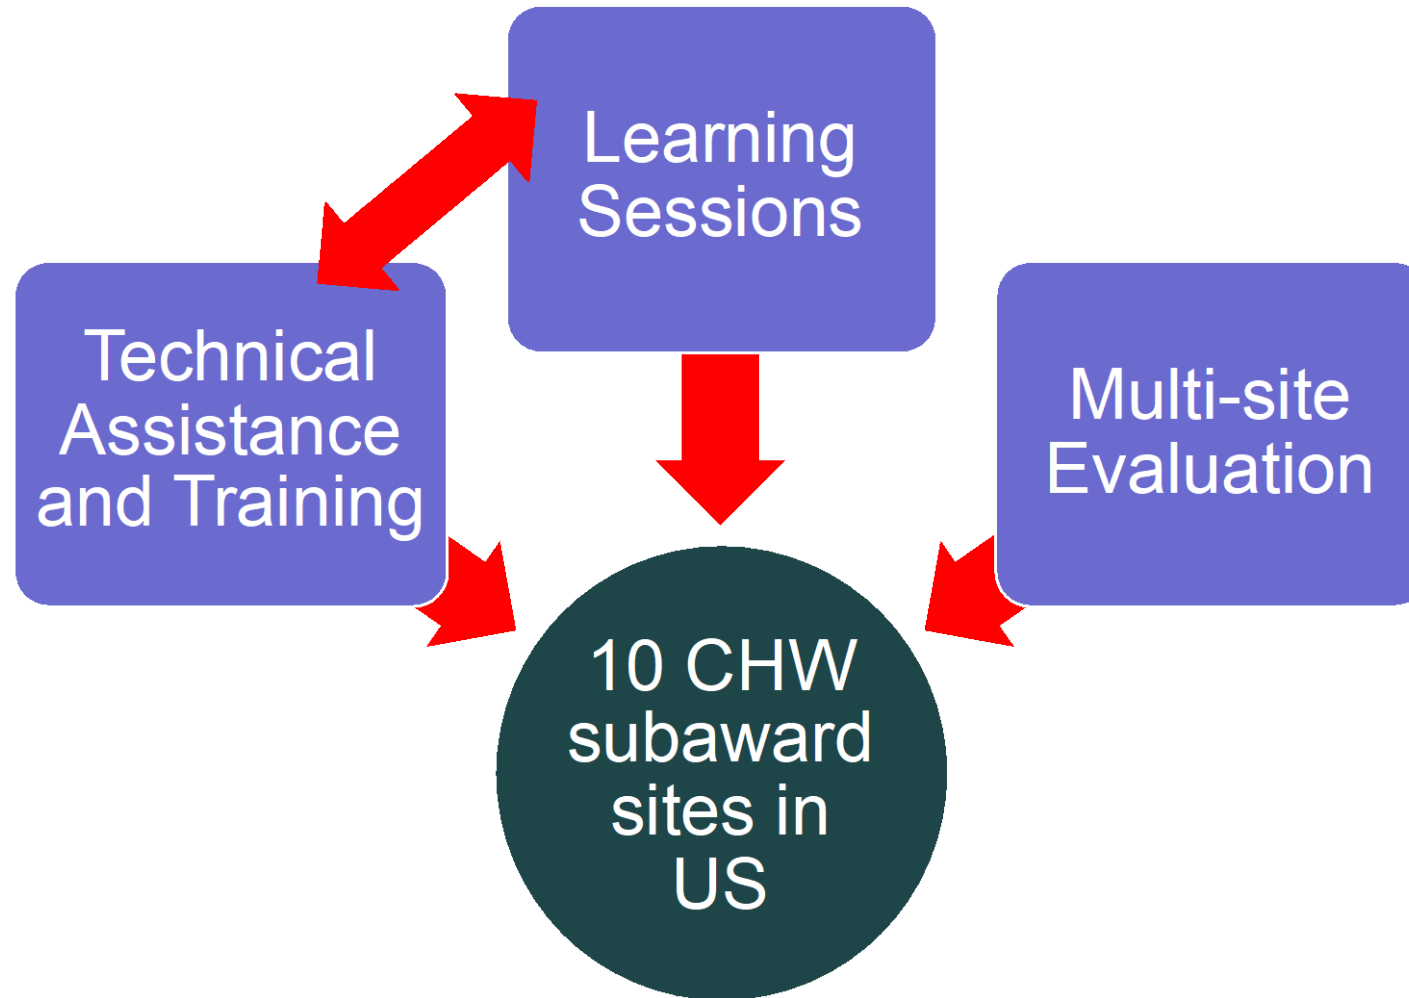 Learning
Sessions
Technical
Assistance
and Training
Multi-site
Evaluation
10 CHW
subaward
sites in
US